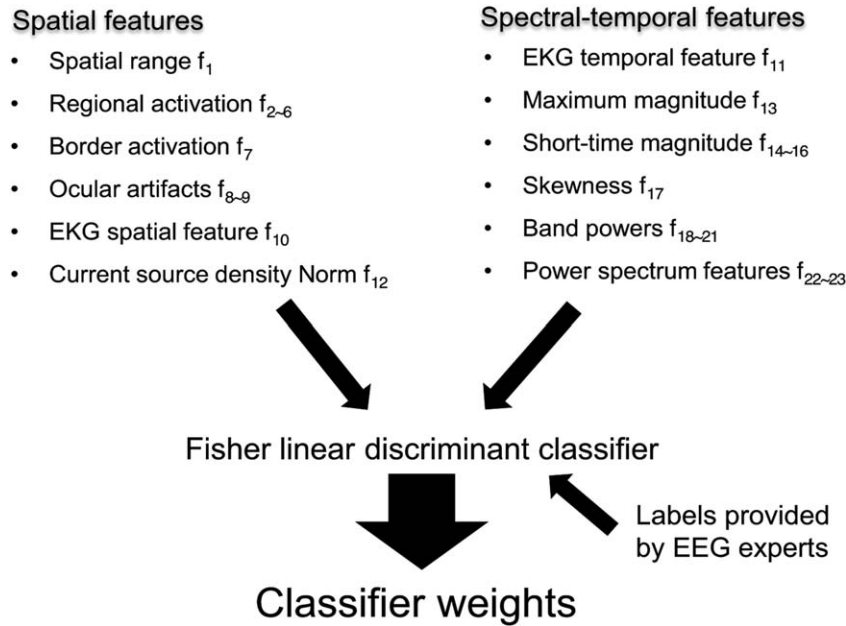 Spatial features
• Spatial range f1
• Regional activation f2~6
• Border activation f7
• Ocular artifacts f8~9
• EKG spatial feature f10
• Current source density Norm f12
Spectral-temporal features
• EKG temporal feature f11
• Maximum magnitude f13
• Short-time magnitude f14~16
• Skewness f17
• Band powers f18~21
• Power spectrum features f22~23
Fisher linear discriminant classifier
Labels provided
by EEG experts
Classifier weights